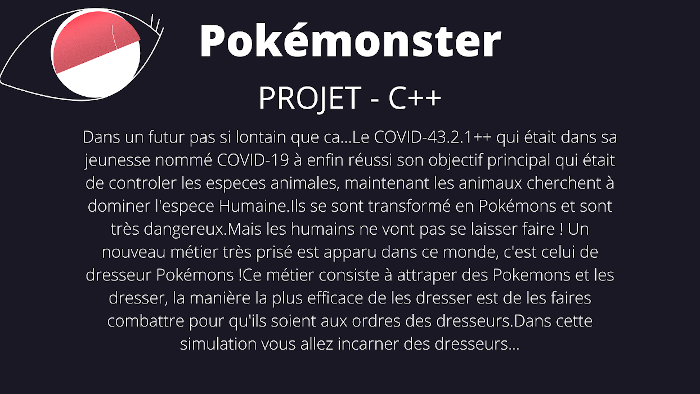 Pokémonster
PROJET - C++
Dans un futur pas si lontain que ca...Le COVID-43.2.1++ qui était dans sa
jeunesse nommé COVID-19 à enfin réussi son objectif principal qui était
de controler les especes animales, maintenant les animaux cherchent à
dominer l'espece Humaine.Ils se sont transformé en Pokémons et sont
très dangereux.Mais les humains ne vont pas se laisser faire ! Un
nouveau métier très prisé est apparu dans ce monde, c'est celui de
dresseur Pokémons !Ce métier consiste à attraper des Pokemons et les
dresser, la manière la plus efficace de les dresser est de les faires
combattre pour qu'ils soient aux ordres des dresseurs.Dans cette
simulation vous allez incarner des dresseurs...